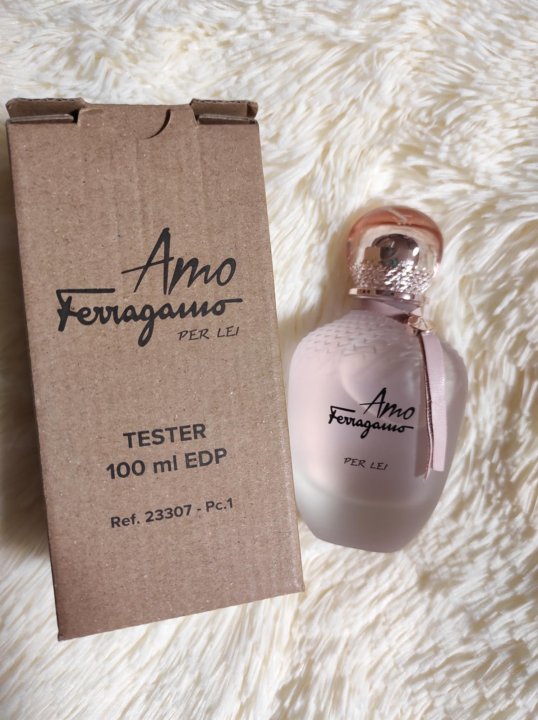 Amo
Ferragamo
PER LEI
TESTER
100 ml EDP
Ref. 23307 - Pc.1
Amo
Ferragamo
PER LEI